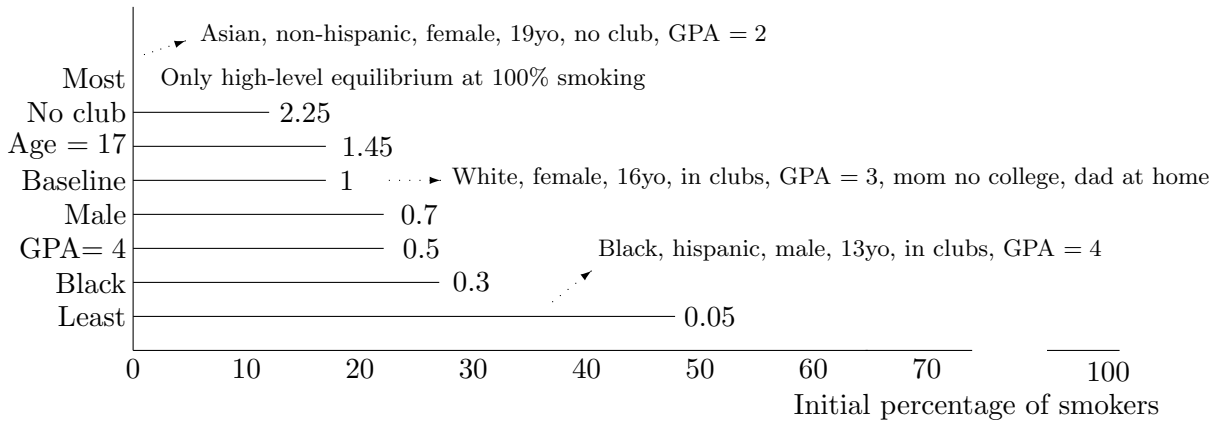 Asian, non-hispanic, female, 19yo, no club, GPA = 2
Most Only high-level equilibrium at 100% smoking
No club 2.25
Age = 17 1.45
Baseline 1 White, female, 16yo, in clubs, GPA = 3, mom no college, dad at home
Male 0.7
GPA= 4 0.5 Black, hispanic, male, 13yo, in clubs, GPA = 4
Black 0.3
Least 0.05
0 10 20 30 40 50 60 70 100
Initial percentage of smokers